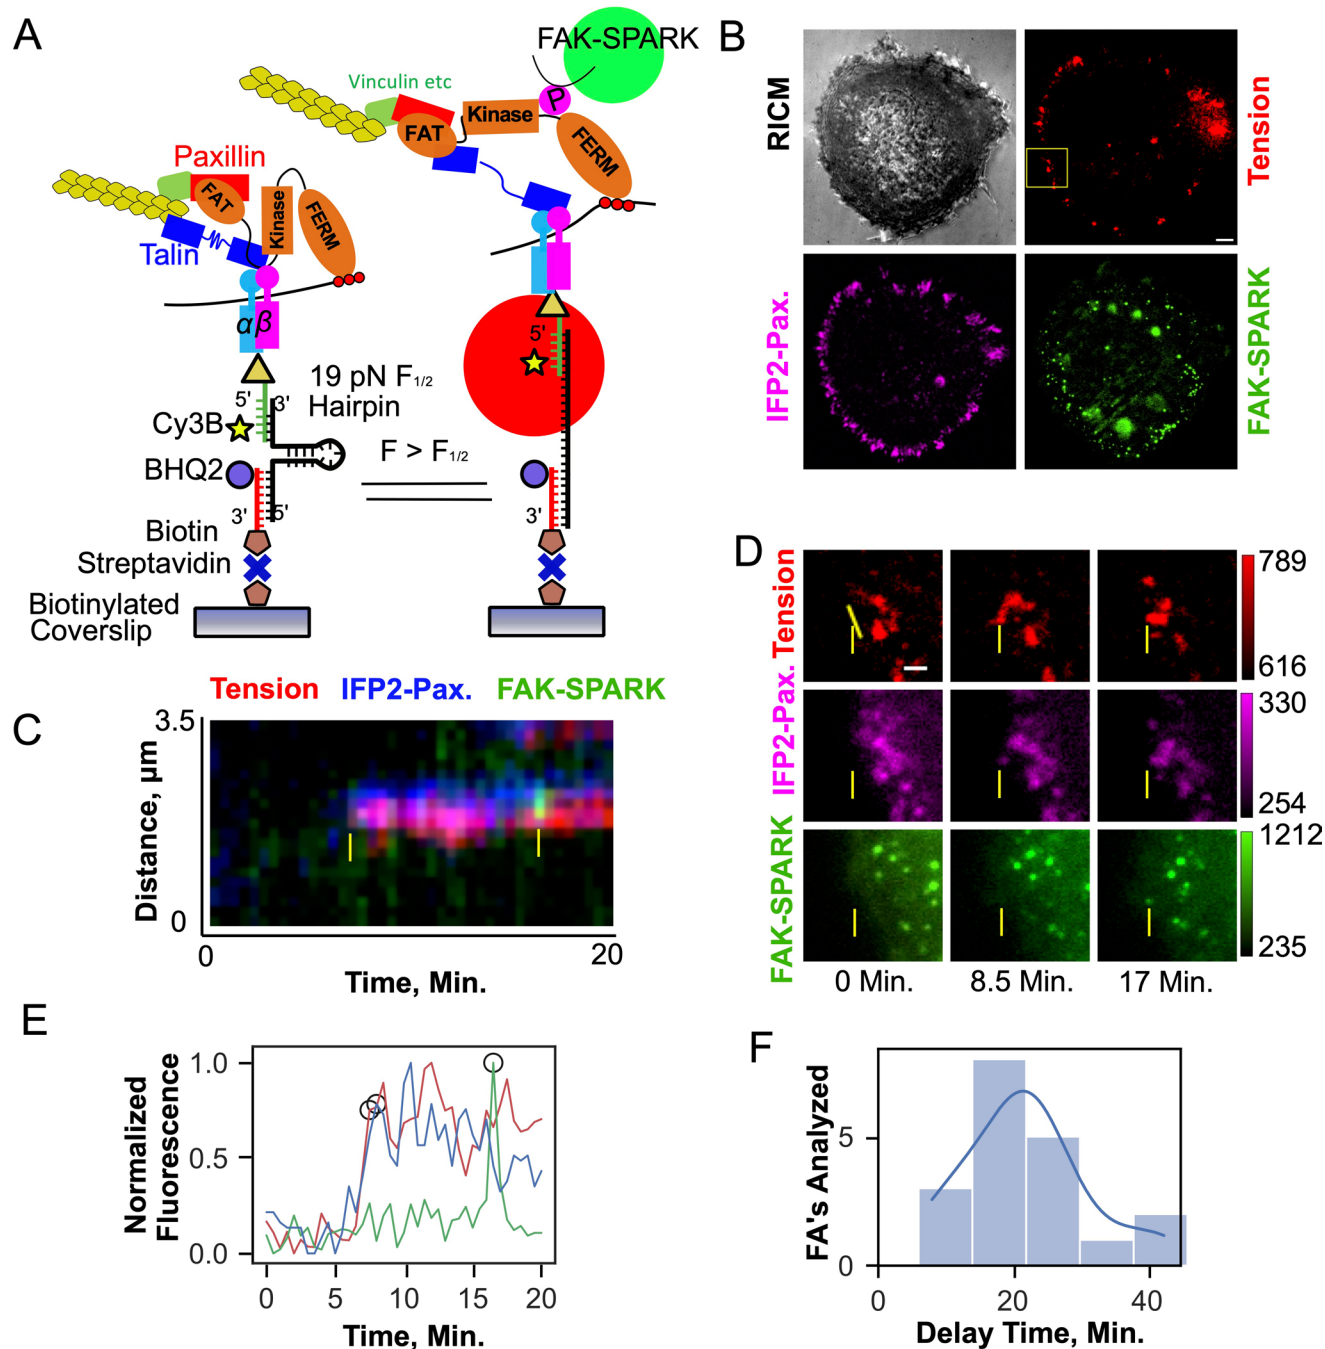 A
FAK-SPARK
Vinculin etc
P
Kinase
FAT
FERM
Paxillin
FAT
Kinase
FERM
Talin
α β
5'
3'
19 pN F1/2
Hairpin
Cy3B
F > F1/2
BHQ2
3'
5'
5'
3'
Biotin
Streptavidin
Biotinylated
Coverslip
B
RICM
Tension
IFP2-Pax.
FAK-SPARK
C
Tension IFP2-Pax. FAK-SPARK
3.5
Distance, µm
0
0
20
Time, Min.
D
Tension
789
616
IFP2-Pax.
330
254
FAK-SPARK
1212
235
0 Min.
8.5 Min.
17 Min.
E
Normalized
Fluorescence
1.0
0.5
0.0
0 5 10 15 20
Time, Min.
F
FA's Analyzed
5
0
0 20 40
Delay Time, Min.